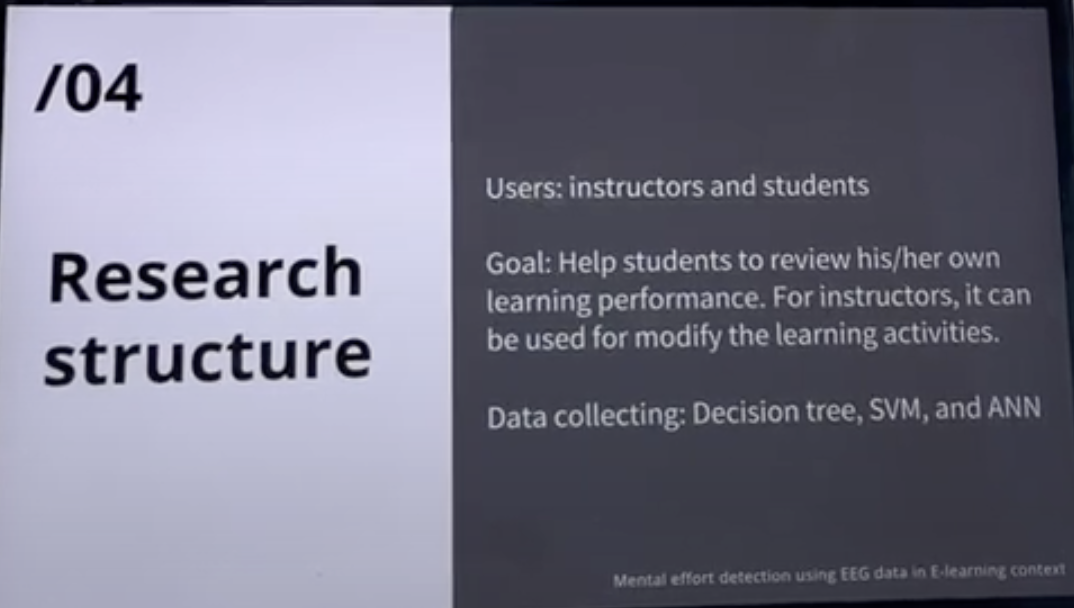 /04
Research
structure
Users: instructors and students
Goal: Help students to review his/her own
learning performance. For instructors, it can
be used for modify the learning activities.
Data collecting: Decision tree, SVM, and ANN
Mental effort detection using EEG data in E-learning context